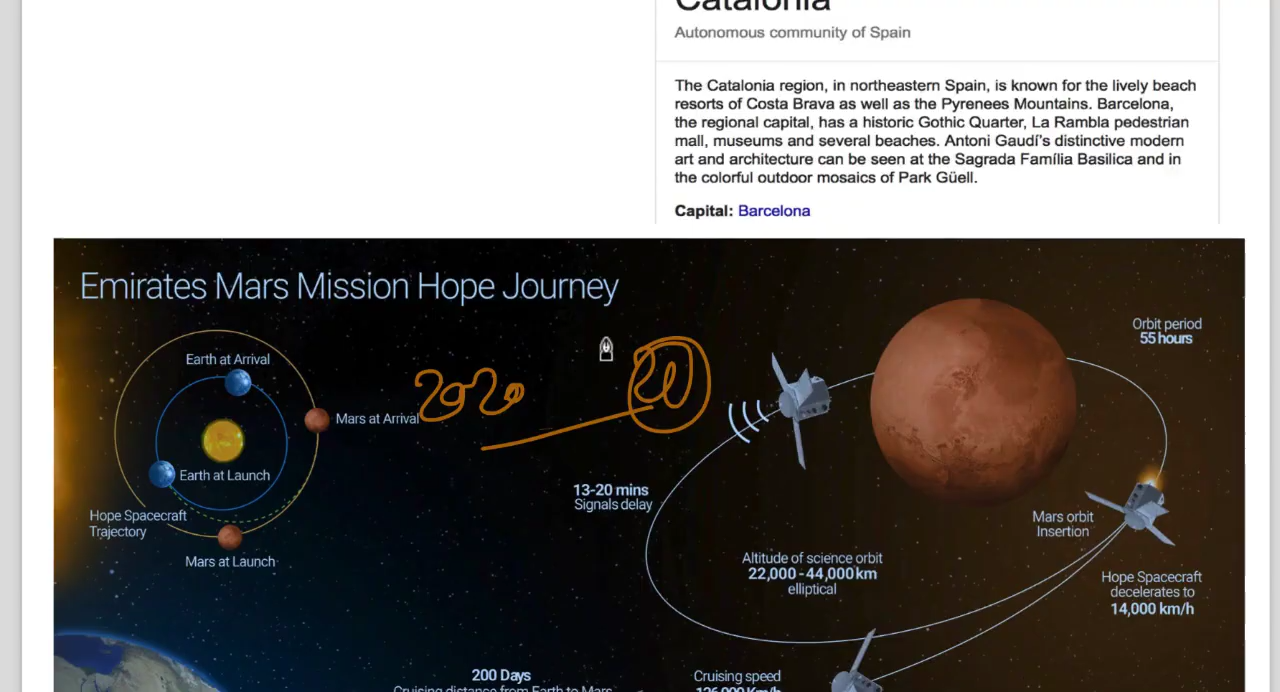 Catalonia
Autonomous community of Spain
The Catalonia region, in northeastern Spain, is known for the lively beach
resorts of Costa Brava as well as the Pyrenees Mountains. Barcelona,
the regional capital, has a historic Gothic Quarter, La Rambla pedestrian
mall, museums and several beaches. Antoni Gaudí's distinctive modern
art and architecture can be seen at the Sagrada Família Basilica and in
the colorful outdoor mosaics of Park Güell.
Capital: Barcelona
Emirates Mars Mission Hope Journey
Orbit period
55 hours
Earth at Arrival
2020
Mars at Arrival
Earth at Launch
13-20 mins
Signals delay
Hope Spacecraft
Trajectory
Mars orbit
Insertion
Mars at Launch
Altitude of science orbit
22,000 - 44,000 km
elliptical
Hope Spacecraft
decelerates to
14,000 km/h
200 Days
Cruising distance from Earth to Mars
Cruising speed